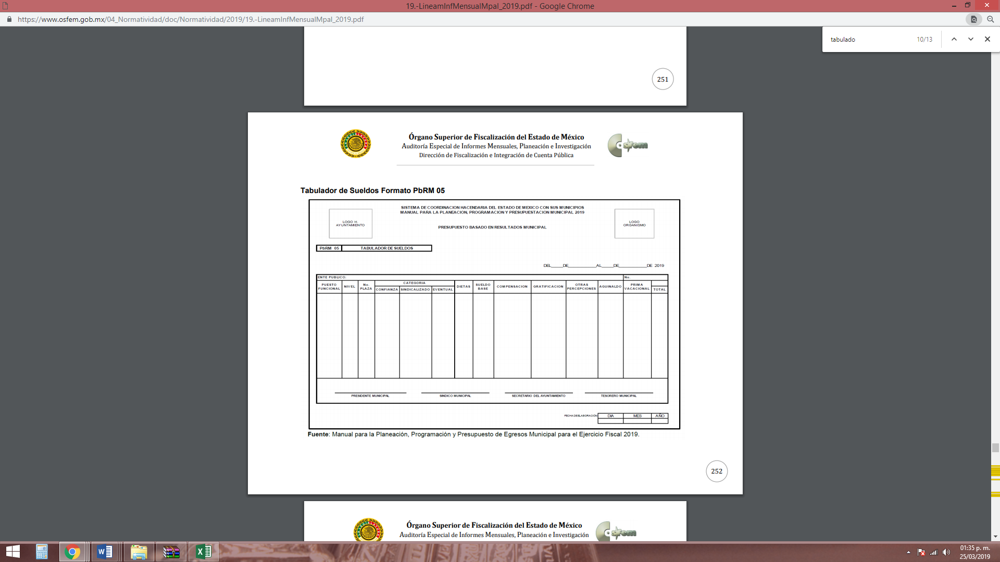 19.-LineamInfMensualMpal_2019.pdf - Google Chrome
https://www.osfem.gob.mx/04_Normatividad/doc/Normatividad/2019/19.-LineamInfMensualMpal_2019.pdf
tabulado 10/13
251
Órgano Superior de Fiscalización del Estado de México
Auditoría Especial de Informes Mensuales, Planeación e Investigación
Dirección de Fiscalización e Integración de Cuenta Pública
osfem
Tabulador de Sueldos Formato PbRM 05
SISTEMA DE COORDINACION HACENDARIA DEL ESTADO DE MEXICO CON SUS MUNICIPIOS
MANUAL PARA LA PLANEACION, PROGRAMACION Y PRESUPUESTACION MUNICIPAL 2019
LOGO H.
AYUNTAMIENTO
LOGO
ORGANISMO
PRESUPUESTO BASADO EN RESULTADOS MUNICIPAL
PbRM 05 TABULADOR DE SUELDOS
DEL_____DE____________AL_____DE____________DE 2019
ENTE PUBLICO: No.
PUESTO FUNCIONAL NIVEL No. PLAZA CATEGORIA DIETAS SUELDO BASE COMPENSACION GRATIFICACION OTRAS PERCEPCIONES AGUINALDO PRIMA VACACIONAL TOTAL
CONFIANZA SINDICALIZADO EVENTUAL
PRESIDENTE MUNICIPAL SINDICO MUNICIPAL SECRETARIO DEL AYUNTAMIENTO TESORERO MUNICIPAL
FECHA DE ELABORACIÓN DIA MES AÑO
Fuente: Manual para la Planeación, Programación y Presupuesto de Egresos Municipal para el Ejercicio Fiscal 2019.
252
Órgano Superior de Fiscalización del Estado de México
Auditoría Especial de Informes Mensuales, Planeación e Investigación
osfem
01:35 p. m.
25/03/2019